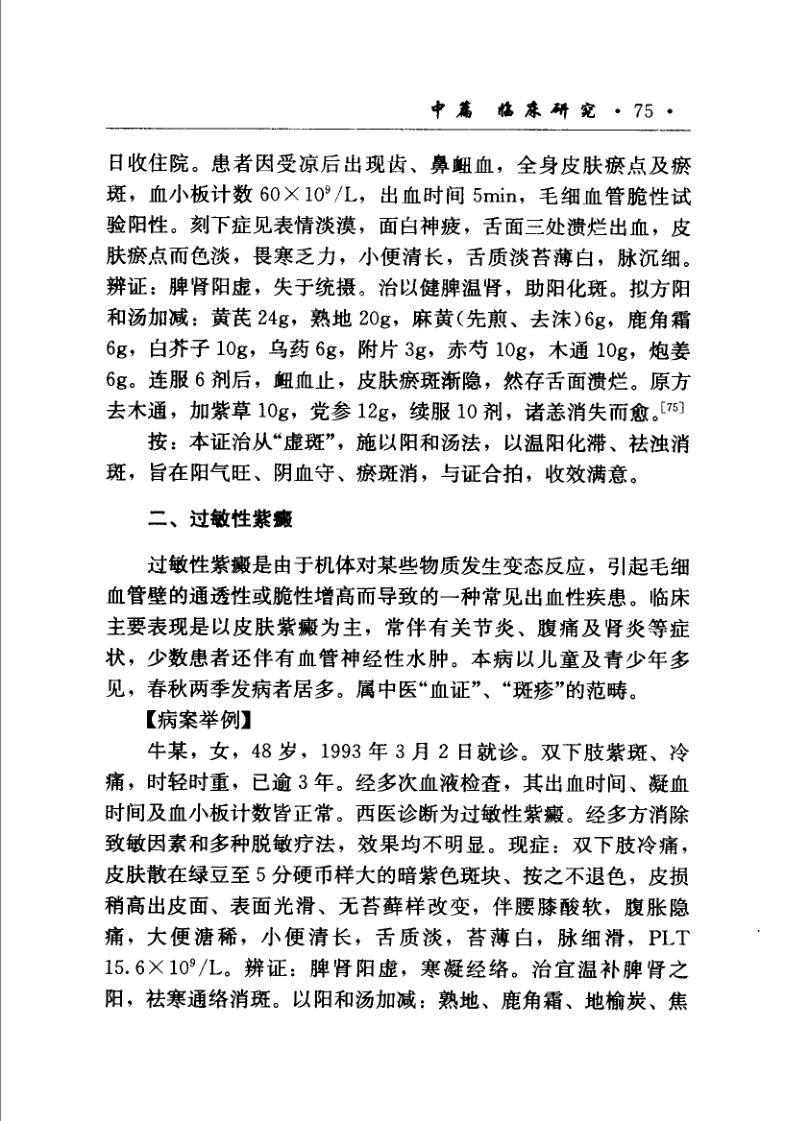 中篇 临床研究 · 75 ·
日收住院。患者因受凉后出现齿、鼻衄血，全身皮肤瘀点及瘀
斑，血小板计数 60×10⁹/L，出血时间 5min，毛细血管脆性试
验阳性。刻下症见表情淡漠，面白神疲，舌面三处溃烂出血，皮
肤瘀点而色淡，畏寒乏力，小便清长，舌质淡苔薄白，脉沉细。
辨证：脾肾阳虚，失于统摄。治以健脾温肾，助阳化斑。拟方阳
和汤加减：黄芪 24g，熟地 20g，麻黄(先煎、去沫)6g，鹿角霜
6g，白芥子 10g，乌药 6g，附片 3g，赤芍 10g，木通 10g，炮姜
6g。连服 6 剂后，衄血止，皮肤瘀斑渐隐，然存舌面溃烂。原方
去木通，加紫草 10g，党参 12g，续服 10 剂，诸恙消失而愈。[75]
按：本证治从“虚斑”，施以阳和汤法，以温阳化滞、祛浊消
斑，旨在阳气旺、阴血守、瘀斑消，与证合拍，收效满意。
二、过敏性紫癜
过敏性紫癜是由于机体对某些物质发生变态反应，引起毛细
血管壁的通透性或脆性增高而导致的一种常见出血性疾患。临床
主要表现是以皮肤紫癜为主，常伴有关节炎、腹痛及肾炎等症
状，少数患者还伴有血管神经性水肿。本病以儿童及青少年多
见，春秋两季发病者居多。属中医“血证”、“斑疹”的范畴。
【病案举例】
牛某，女，48 岁，1993 年 3 月 2 日就诊。双下肢紫斑、冷
痛，时轻时重，已逾 3 年。经多次血液检查，其出血时间、凝血
时间及血小板计数皆正常。西医诊断为过敏性紫癜。经多方消除
致敏因素和多种脱敏疗法，效果均不明显。现症：双下肢冷痛，
皮肤散在绿豆至 5 分硬币样大的暗紫色斑块、按之不退色，皮损
稍高出皮面、表面光滑、无苔藓样改变，伴腰膝酸软，腹胀隐
痛，大便溏稀，小便清长，舌质淡，苔薄白，脉细滑，PLT
15.6×10⁹/L。辨证：脾肾阳虚，寒凝经络。治宜温补脾肾之
阳，祛寒通络消斑。以阳和汤加减：熟地、鹿角霜、地榆炭、焦